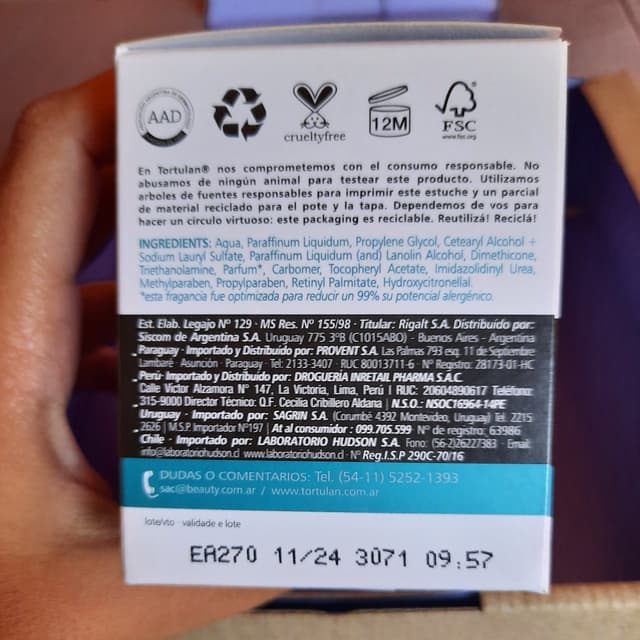 AAD
crueltyfree
12M
FSC
www.fsc.org
En Tortulan® nos comprometemos con el consumo responsable. No
abusamos de ningún animal para testear este producto. Utilizamos
arboles de fuentes responsables para imprimir este estuche y un parcial
de material reciclado para el pote y la tapa. Dependemos de vos para
hacer un circulo virtuoso: este packaging es reciclable. Reutilizá! Reciclá!
INGREDIENTS: Aqua, Paraffinum Liquidum, Propylene Glycol, Cetearyl Alcohol +
Sodium Lauryl Sulfate, Paraffinum Liquidum (and) Lanolin Alcohol, Dimethicone,
Triethanolamine, Parfum*, Carbomer, Tocopheryl Acetate, Imidazolidinyl Urea,
Methylparaben, Propylparaben, Retinyl Palmitate, Hydroxycitronellal.
*esta fragancia fue optimizada para reducir un 99% su potencial alergénico.
Est. Elab. Legajo Nº 129 · MS Res. Nº 155/98 · Titular: Rigalt S.A. Distribuido por:
Siscom de Argentina S.A. Uruguay 775 3ºB (C1015ABO) · Buenos Aires · Argentina
Paraguay · Importado y Distribuido por: PROVENT S.A. Las Palmas 793 esq. 11 de Septiembre
Lambaré · Asunción · Paraguay · Tel: 2133-3407 · RUC 80013711-6 · Nº Registro: 28173-01-HC
Perú · Importado y Distribuido por: DROGUERÍA INRETAIL PHARMA S.A.C.
Calle Victor Alzamora Nº 147, La Victoria, Lima, Perú | RUC: 20604890617 Teléfono:
315-9000 Director Técnico: Q.F. Cecilia Cribillero Aldana | N.S.O.: NSOC16964-14PE
Uruguay · Importado por: SAGRIN S.A. (Corumbé 4392 Montevideo, Uruguay) Tel. 2215
2626 | M.S.P. Importador Nº197 | At al consumidor : 099.705.599 Nº de registro: 63986
Chile · Importado por: LABORATORIO HUDSON S.A. Fono: (56-2)26227383 · Email:
info@laboratoriohudson.cl www.laboratoriohudson.cl · Nº Reg.I.S.P 290C-70/16
DUDAS O COMENTARIOS: Tel. (54-11) 5252-1393
sac@beauty.com.ar / www.tortulan.com.ar
lote/vto · validade e lote
EA270 11/24 3071 09:57